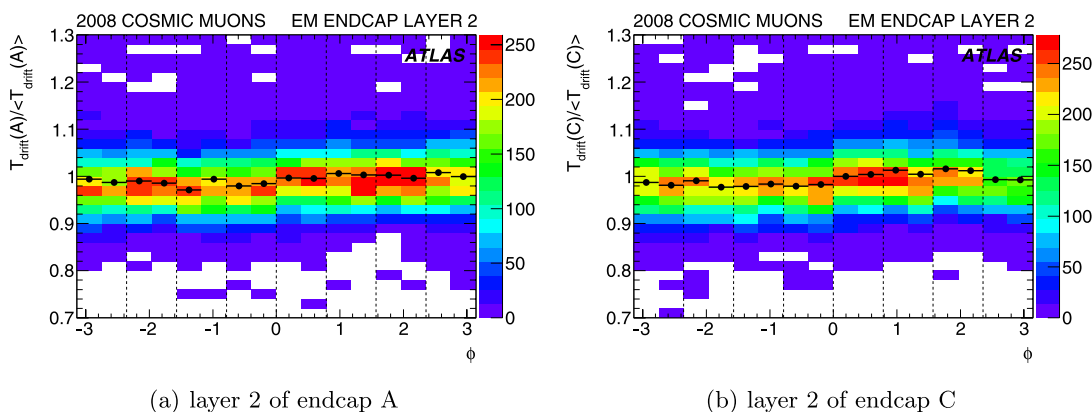 2008 COSMIC MUONS EM ENDCAP LAYER 2
T_drift(A)/<T_drift(A)>
1.3
1.2
1.1
1
0.9
0.8
0.7
ATLAS
250
200
150
100
50
0
-3 -2 -1 0 1 2 3
ϕ
(a) layer 2 of endcap A
2008 COSMIC MUONS EM ENDCAP LAYER 2
T_drift(C)/<T_drift(C)>
1.3
1.2
1.1
1
0.9
0.8
0.7
ATLAS
250
200
150
100
50
0
-3 -2 -1 0 1 2 3
ϕ
(b) layer 2 of endcap C